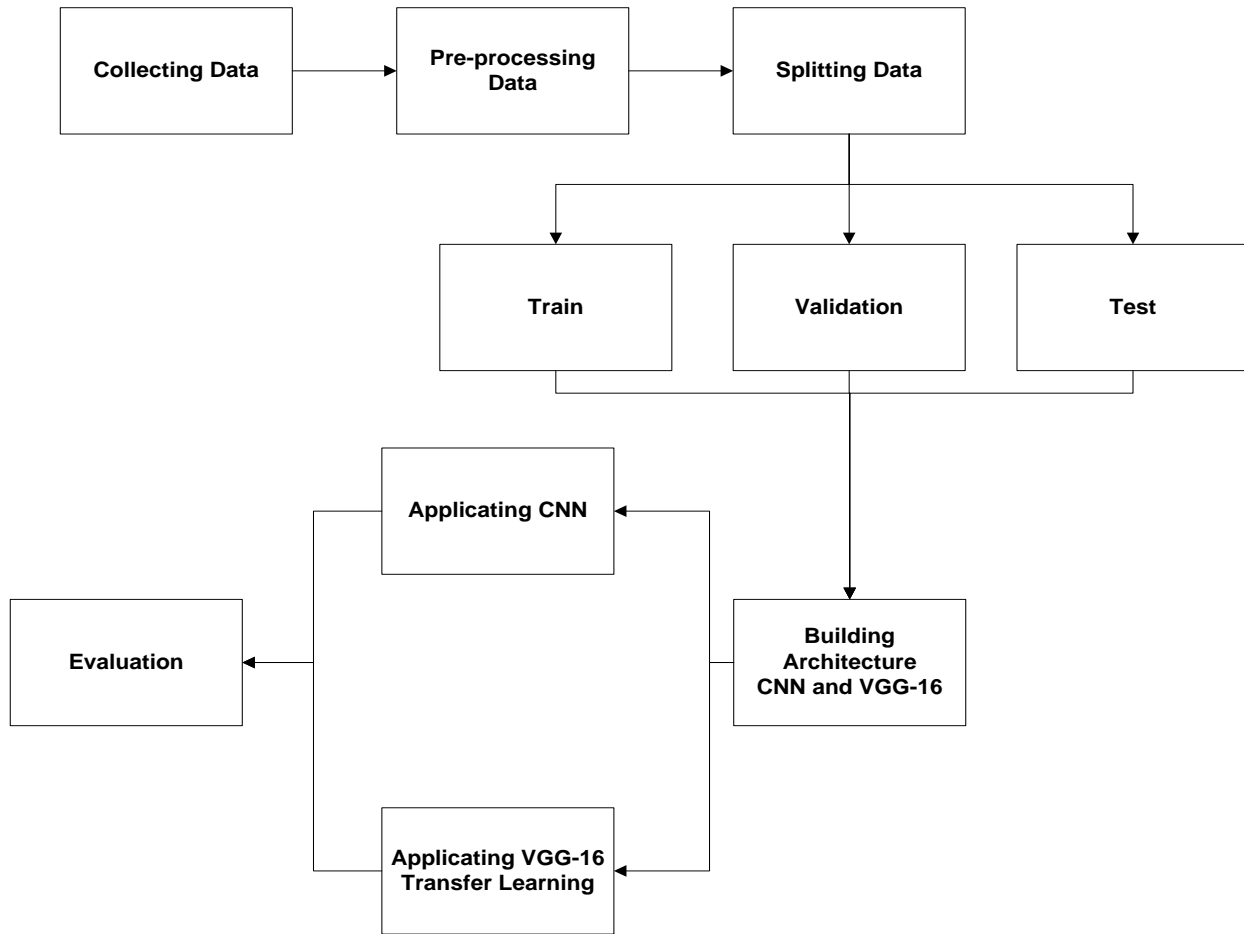 Collecting Data
Pre-processing
Data
Splitting Data
Train
Validation
Test
Applicating CNN
Building
Architecture
CNN and VGG-16
Evaluation
Applicating VGG-16
Transfer Learning